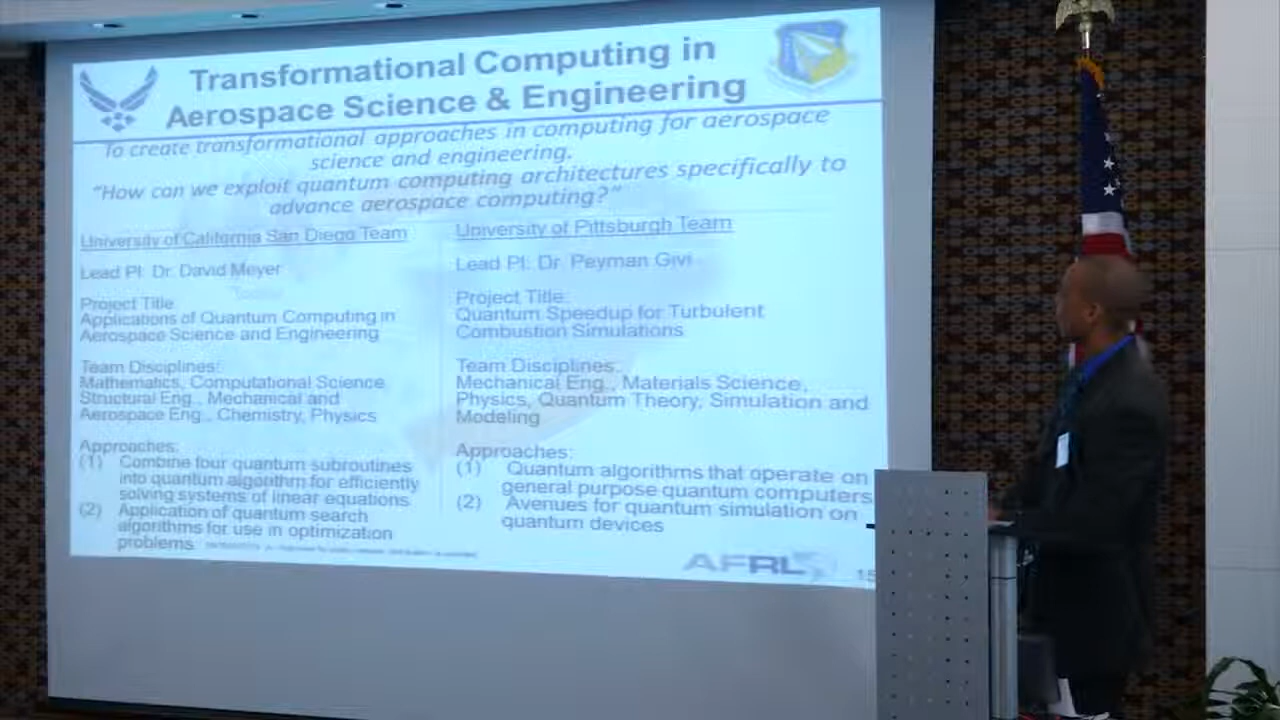 Transformational Computing in
Aerospace Science & Engineering
To create transformational approaches in computing for aerospace
science and engineering.
"How can we exploit quantum computing architectures specifically to
advance aerospace computing?"
University of California San Diego Team
Lead PI: Dr. David Meyer
Project Title:
Applications of Quantum Computing in
Aerospace Science and Engineering
Team Disciplines:
Mathematics, Computational Science
Structural Eng., Mechanical and
Aerospace Eng., Chemistry, Physics
Approaches:
(1) Combine four quantum subroutines
into quantum algorithm for efficiently
solving systems of linear equations
(2) Application of quantum search
algorithms for use in optimization
problems
University of Pittsburgh Team
Lead PI: Dr. Peyman Givi
Project Title:
Quantum Speedup for Turbulent
Combustion Simulations
Team Disciplines:
Mechanical Eng., Materials Science,
Physics, Quantum Theory, Simulation and
Modeling
Approaches:
(1) Quantum algorithms that operate on
general purpose quantum computers
(2) Avenues for quantum simulation on
quantum devices
AFRL
15